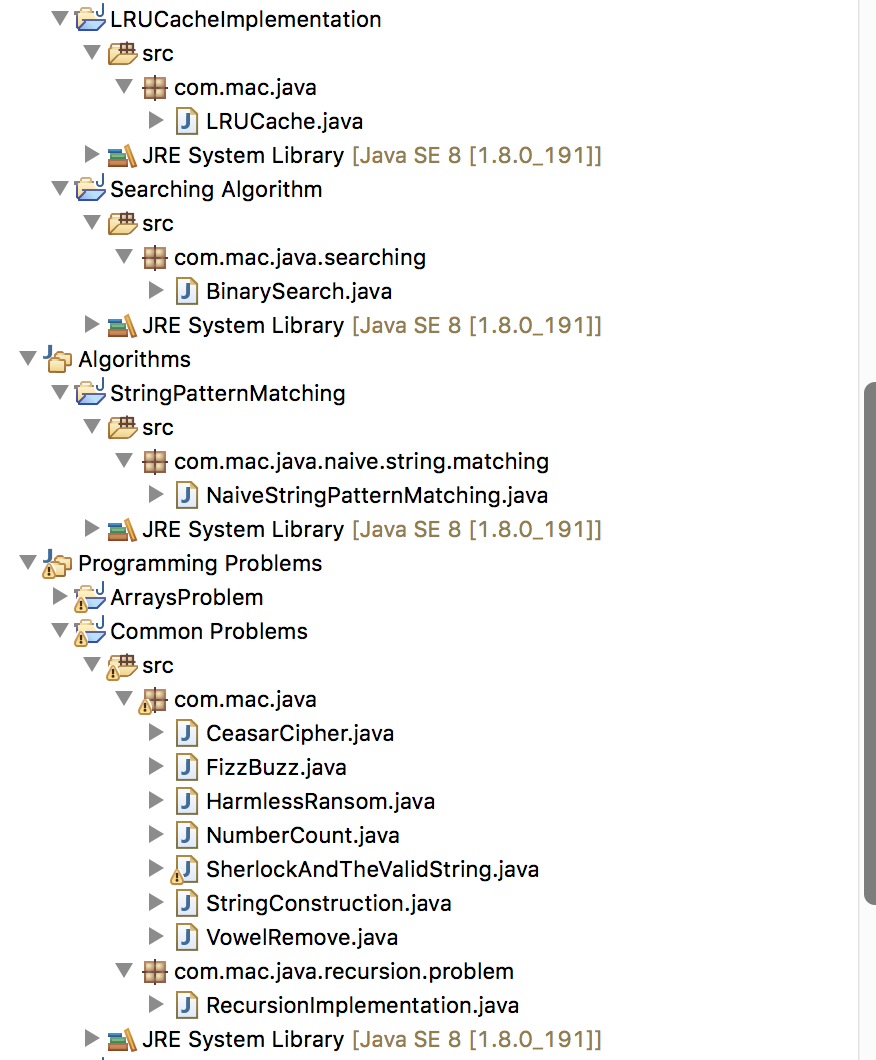 LRUCacheImplementation
src
com.mac.java
LRUCache.java
JRE System Library [Java SE 8 [1.8.0_191]]
Searching Algorithm
src
com.mac.java.searching
BinarySearch.java
JRE System Library [Java SE 8 [1.8.0_191]]
Algorithms
StringPatternMatching
src
com.mac.java.naive.string.matching
NaiveStringPatternMatching.java
JRE System Library [Java SE 8 [1.8.0_191]]
Programming Problems
ArraysProblem
Common Problems
src
com.mac.java
CeasarCipher.java
FizzBuzz.java
HarmlessRansom.java
NumberCount.java
SherlockAndTheValidString.java
StringConstruction.java
VowelRemove.java
com.mac.java.recursion.problem
RecursionImplementation.java
JRE System Library [Java SE 8 [1.8.0_191]]